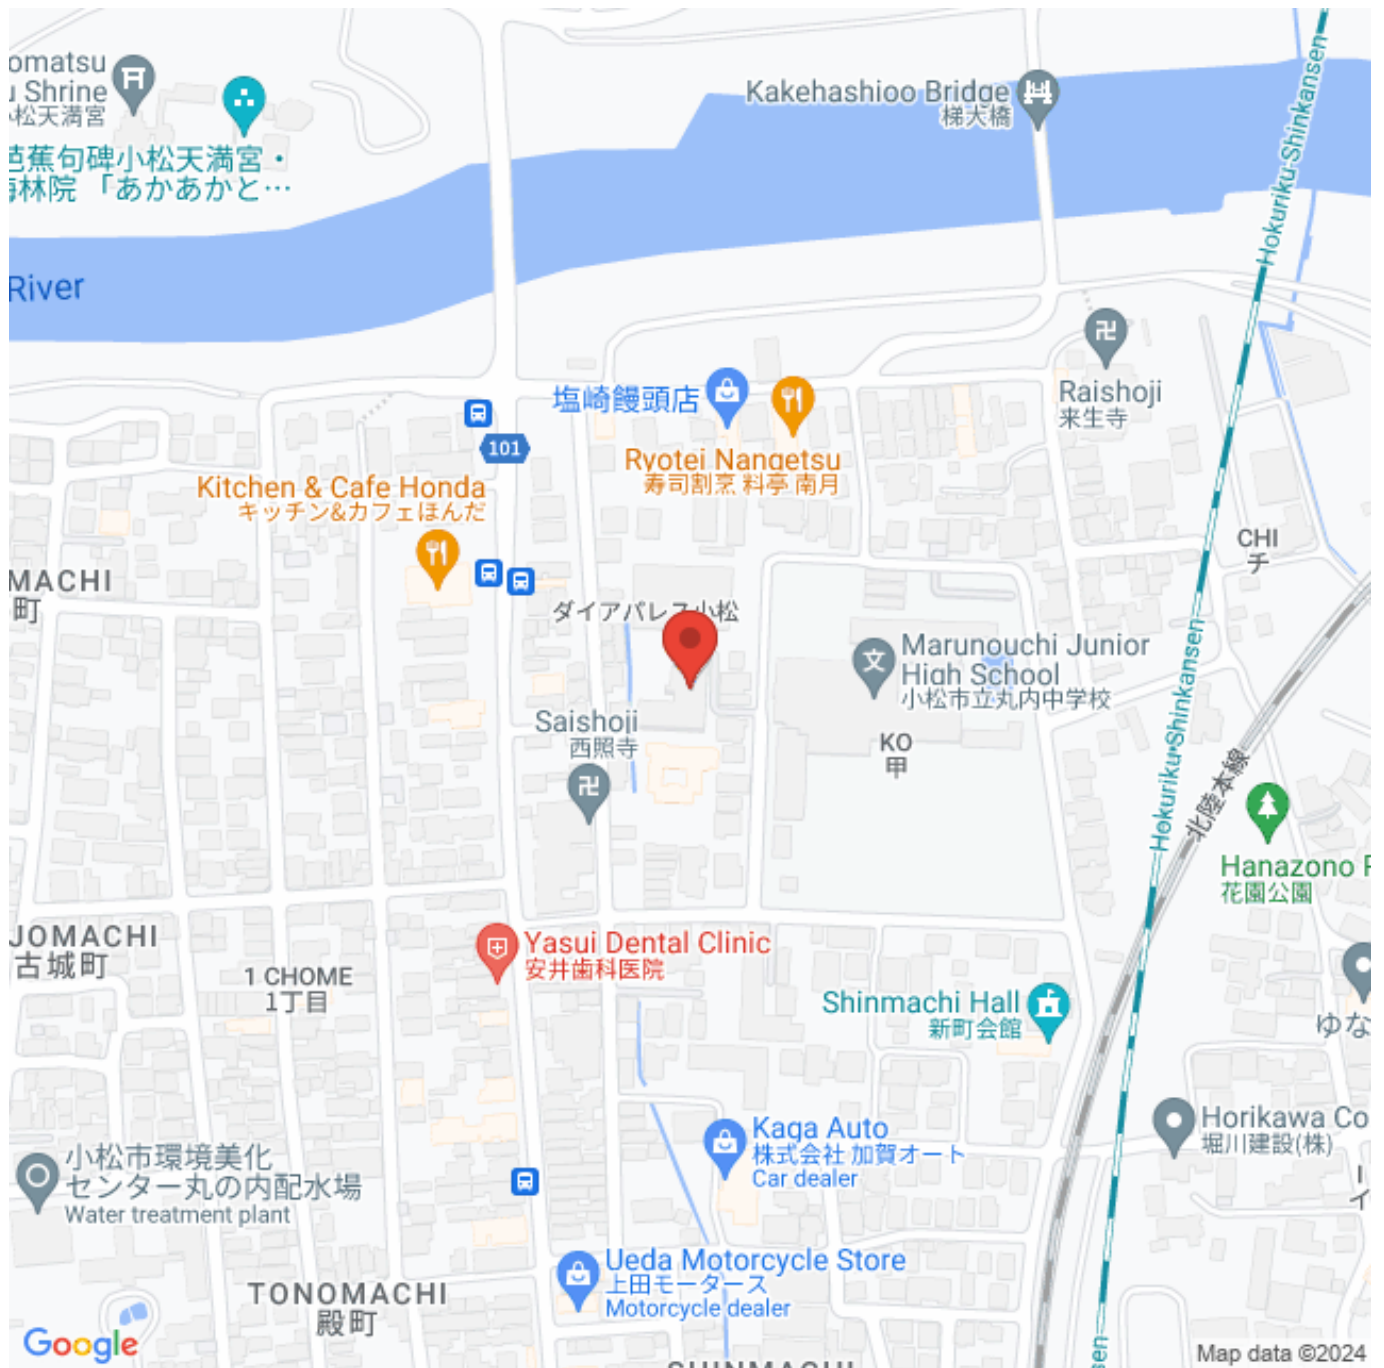 omatsu
u Shrine
小松天満宮
芭蕉句碑小松天満宮・
梅林院 「あかあかと…
Kakehashioo Bridge
梯大橋
Hokuriku Shinkansen
River
塩崎饅頭店
Raishoji
来生寺
101
Ryotei Nangetsu
寿司割烹 料亭 南月
Kitchen & Cafe Honda
キッチン&カフェほんだ
CHI
チ
MACHI
町
ダイアパレス小松
Marunouchi Junior
High School
小松市立丸内中学校
文
Saishoji
西照寺
KO
甲
Hokuriku Shinkansen
北陸本線
Hanazono P
花園公園
JOMACHI
古城町
1 CHOME
1丁目
Yasui Dental Clinic
安井歯科医院
Shinmachi Hall
新町会館
ゆな
Kaga Auto
株式会社 加賀オート
Car dealer
Horikawa Co
堀川建設(株)
ーイ
小松市環境美化
センター丸の内配水場
Water treatment plant
Ueda Motorcycle Store
上田モータース
Motorcycle dealer
TONOMACHI
殿町
Google
SHINMACHI
sen
Map data ©2024